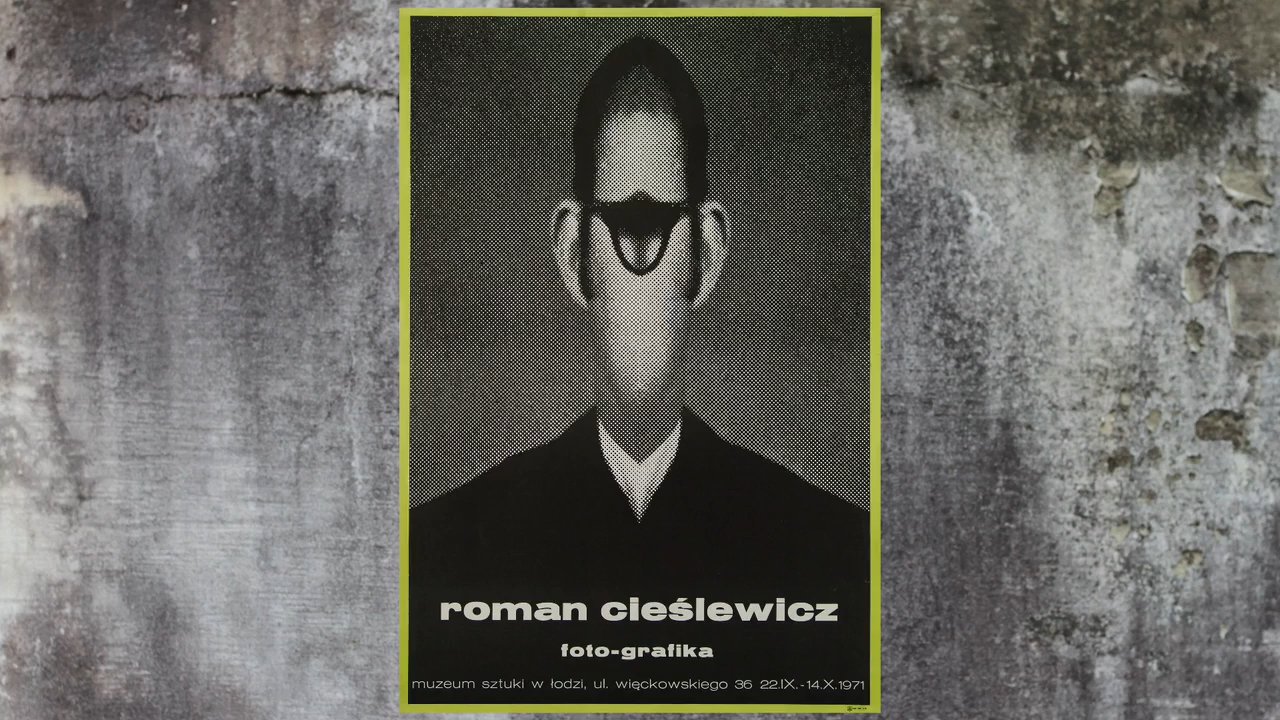 roman cieślewicz
foto-grafika
muzeum sztuki w łodzi, ul. więckowskiego 36 22.IX.-14.X.1971